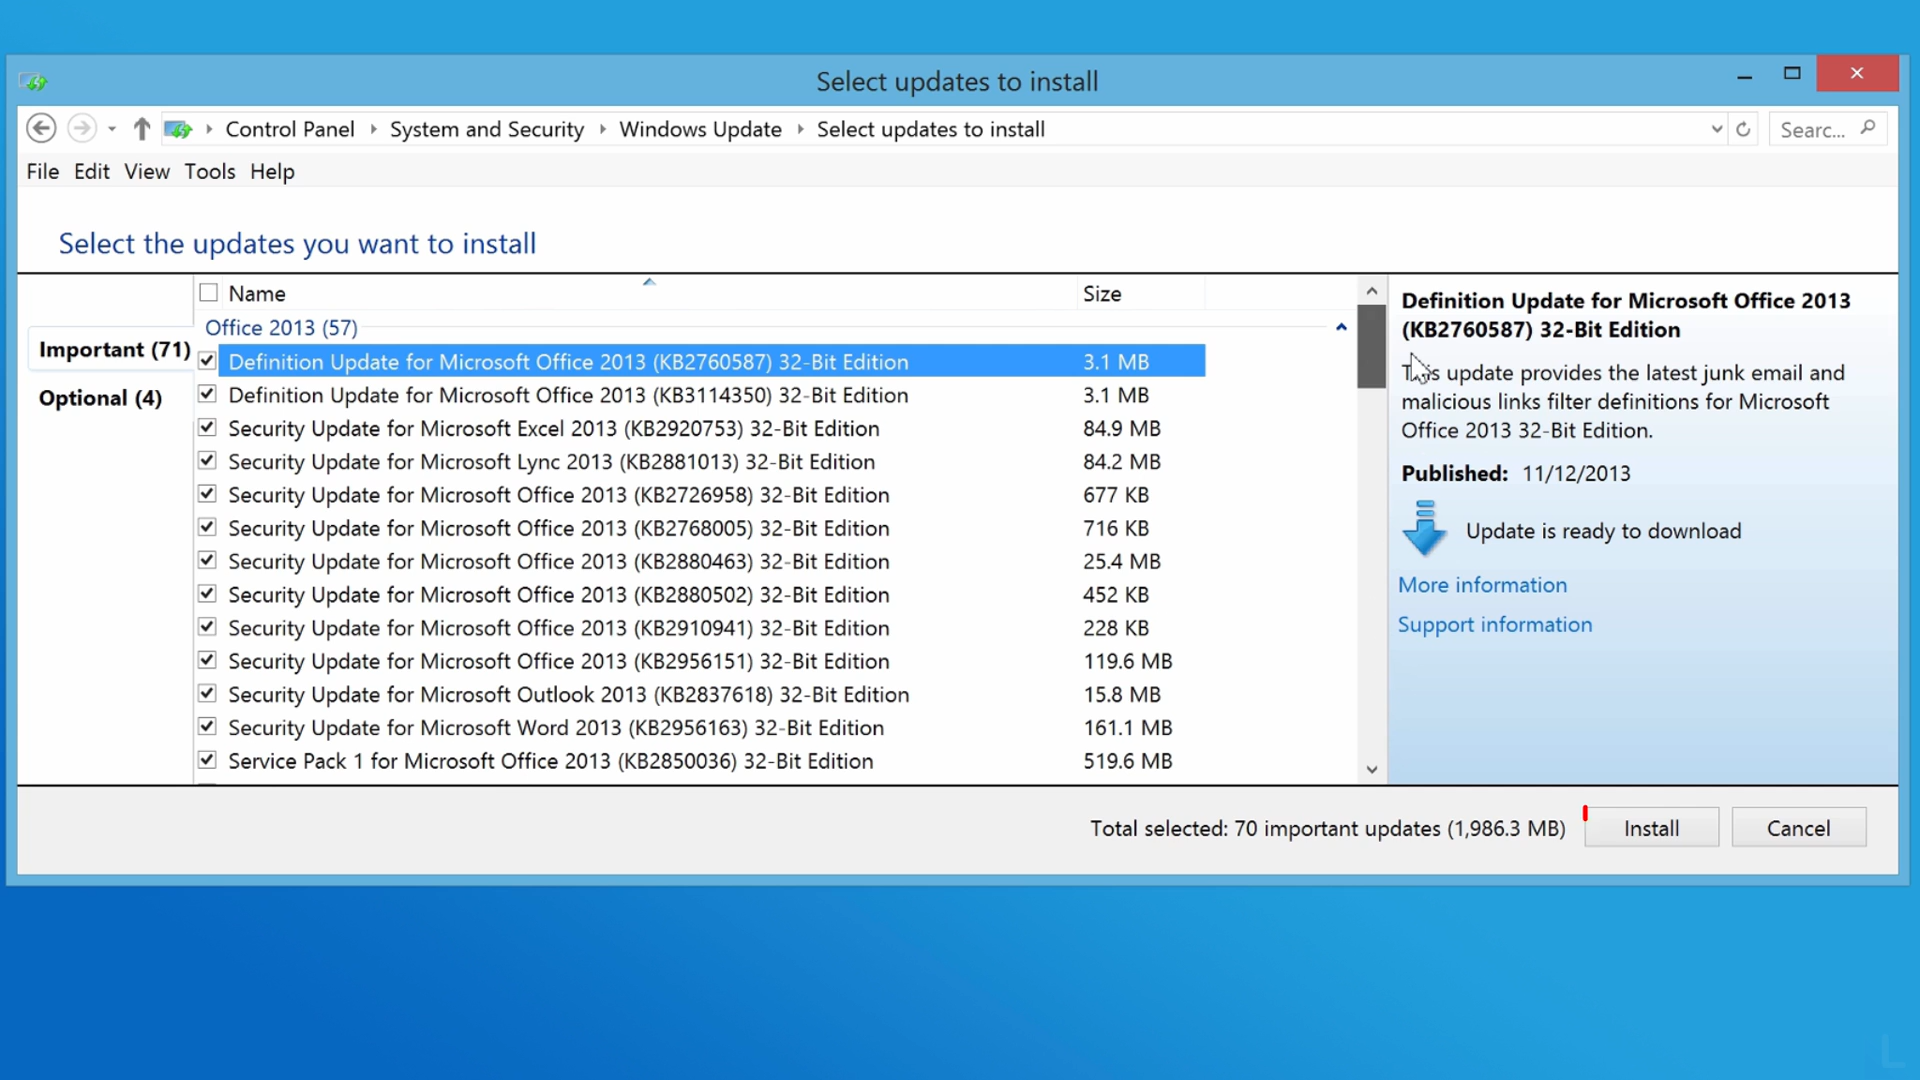 Select updates to install
Control Panel System and Security Windows Update Select updates to install
Searc...
File Edit View Tools Help
Select the updates you want to install
Name Size
Office 2013 (57)
Important (71)
Optional (4)
Definition Update for Microsoft Office 2013 (KB2760587) 32-Bit Edition 3.1 MB
Definition Update for Microsoft Office 2013 (KB3114350) 32-Bit Edition 3.1 MB
Security Update for Microsoft Excel 2013 (KB2920753) 32-Bit Edition 84.9 MB
Security Update for Microsoft Lync 2013 (KB2881013) 32-Bit Edition 84.2 MB
Security Update for Microsoft Office 2013 (KB2726958) 32-Bit Edition 677 KB
Security Update for Microsoft Office 2013 (KB2768005) 32-Bit Edition 716 KB
Security Update for Microsoft Office 2013 (KB2880463) 32-Bit Edition 25.4 MB
Security Update for Microsoft Office 2013 (KB2880502) 32-Bit Edition 452 KB
Security Update for Microsoft Office 2013 (KB2910941) 32-Bit Edition 228 KB
Security Update for Microsoft Office 2013 (KB2956151) 32-Bit Edition 119.6 MB
Security Update for Microsoft Outlook 2013 (KB2837618) 32-Bit Edition 15.8 MB
Security Update for Microsoft Word 2013 (KB2956163) 32-Bit Edition 161.1 MB
Service Pack 1 for Microsoft Office 2013 (KB2850036) 32-Bit Edition 519.6 MB
Definition Update for Microsoft Office 2013
(KB2760587) 32-Bit Edition
This update provides the latest junk email and
malicious links filter definitions for Microsoft
Office 2013 32-Bit Edition.
Published: 11/12/2013
Update is ready to download
More information
Support information
Total selected: 70 important updates (1,986.3 MB)
Install
Cancel